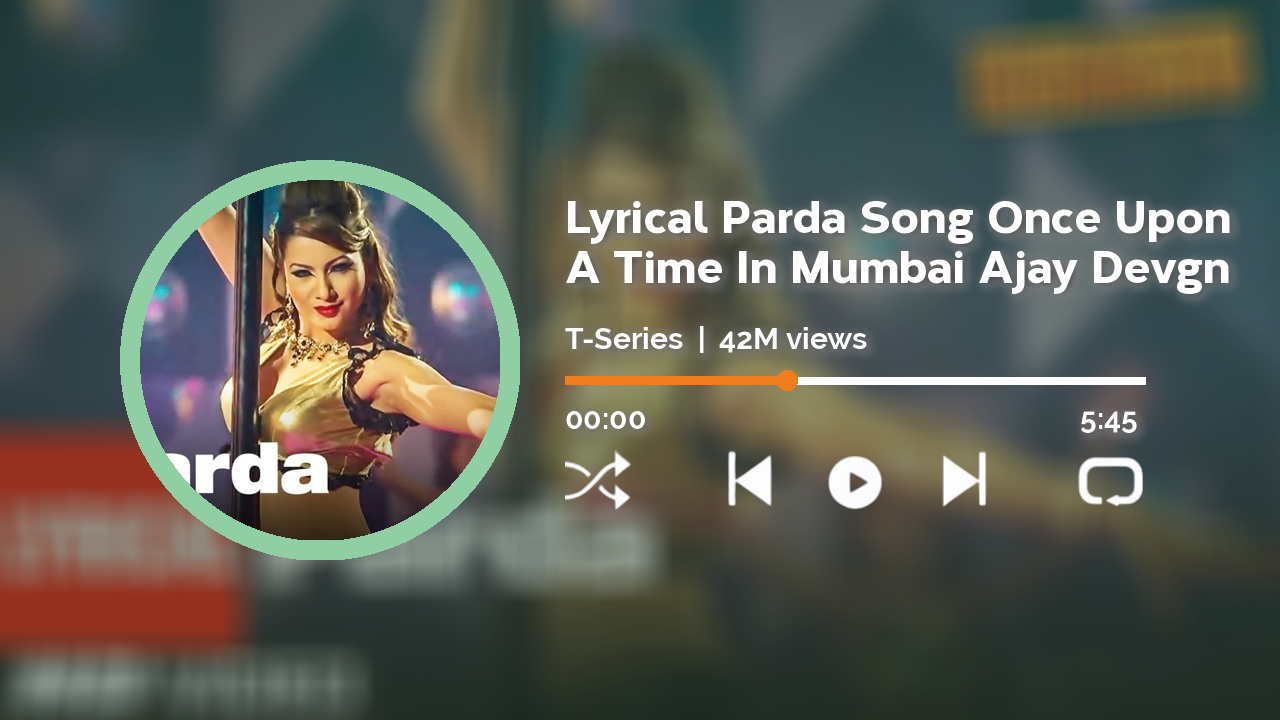 Lyrical Parda Song Once Upon
A Time In Mumbai Ajay Devgn
T-Series | 42M views
00:00 5:45
arda